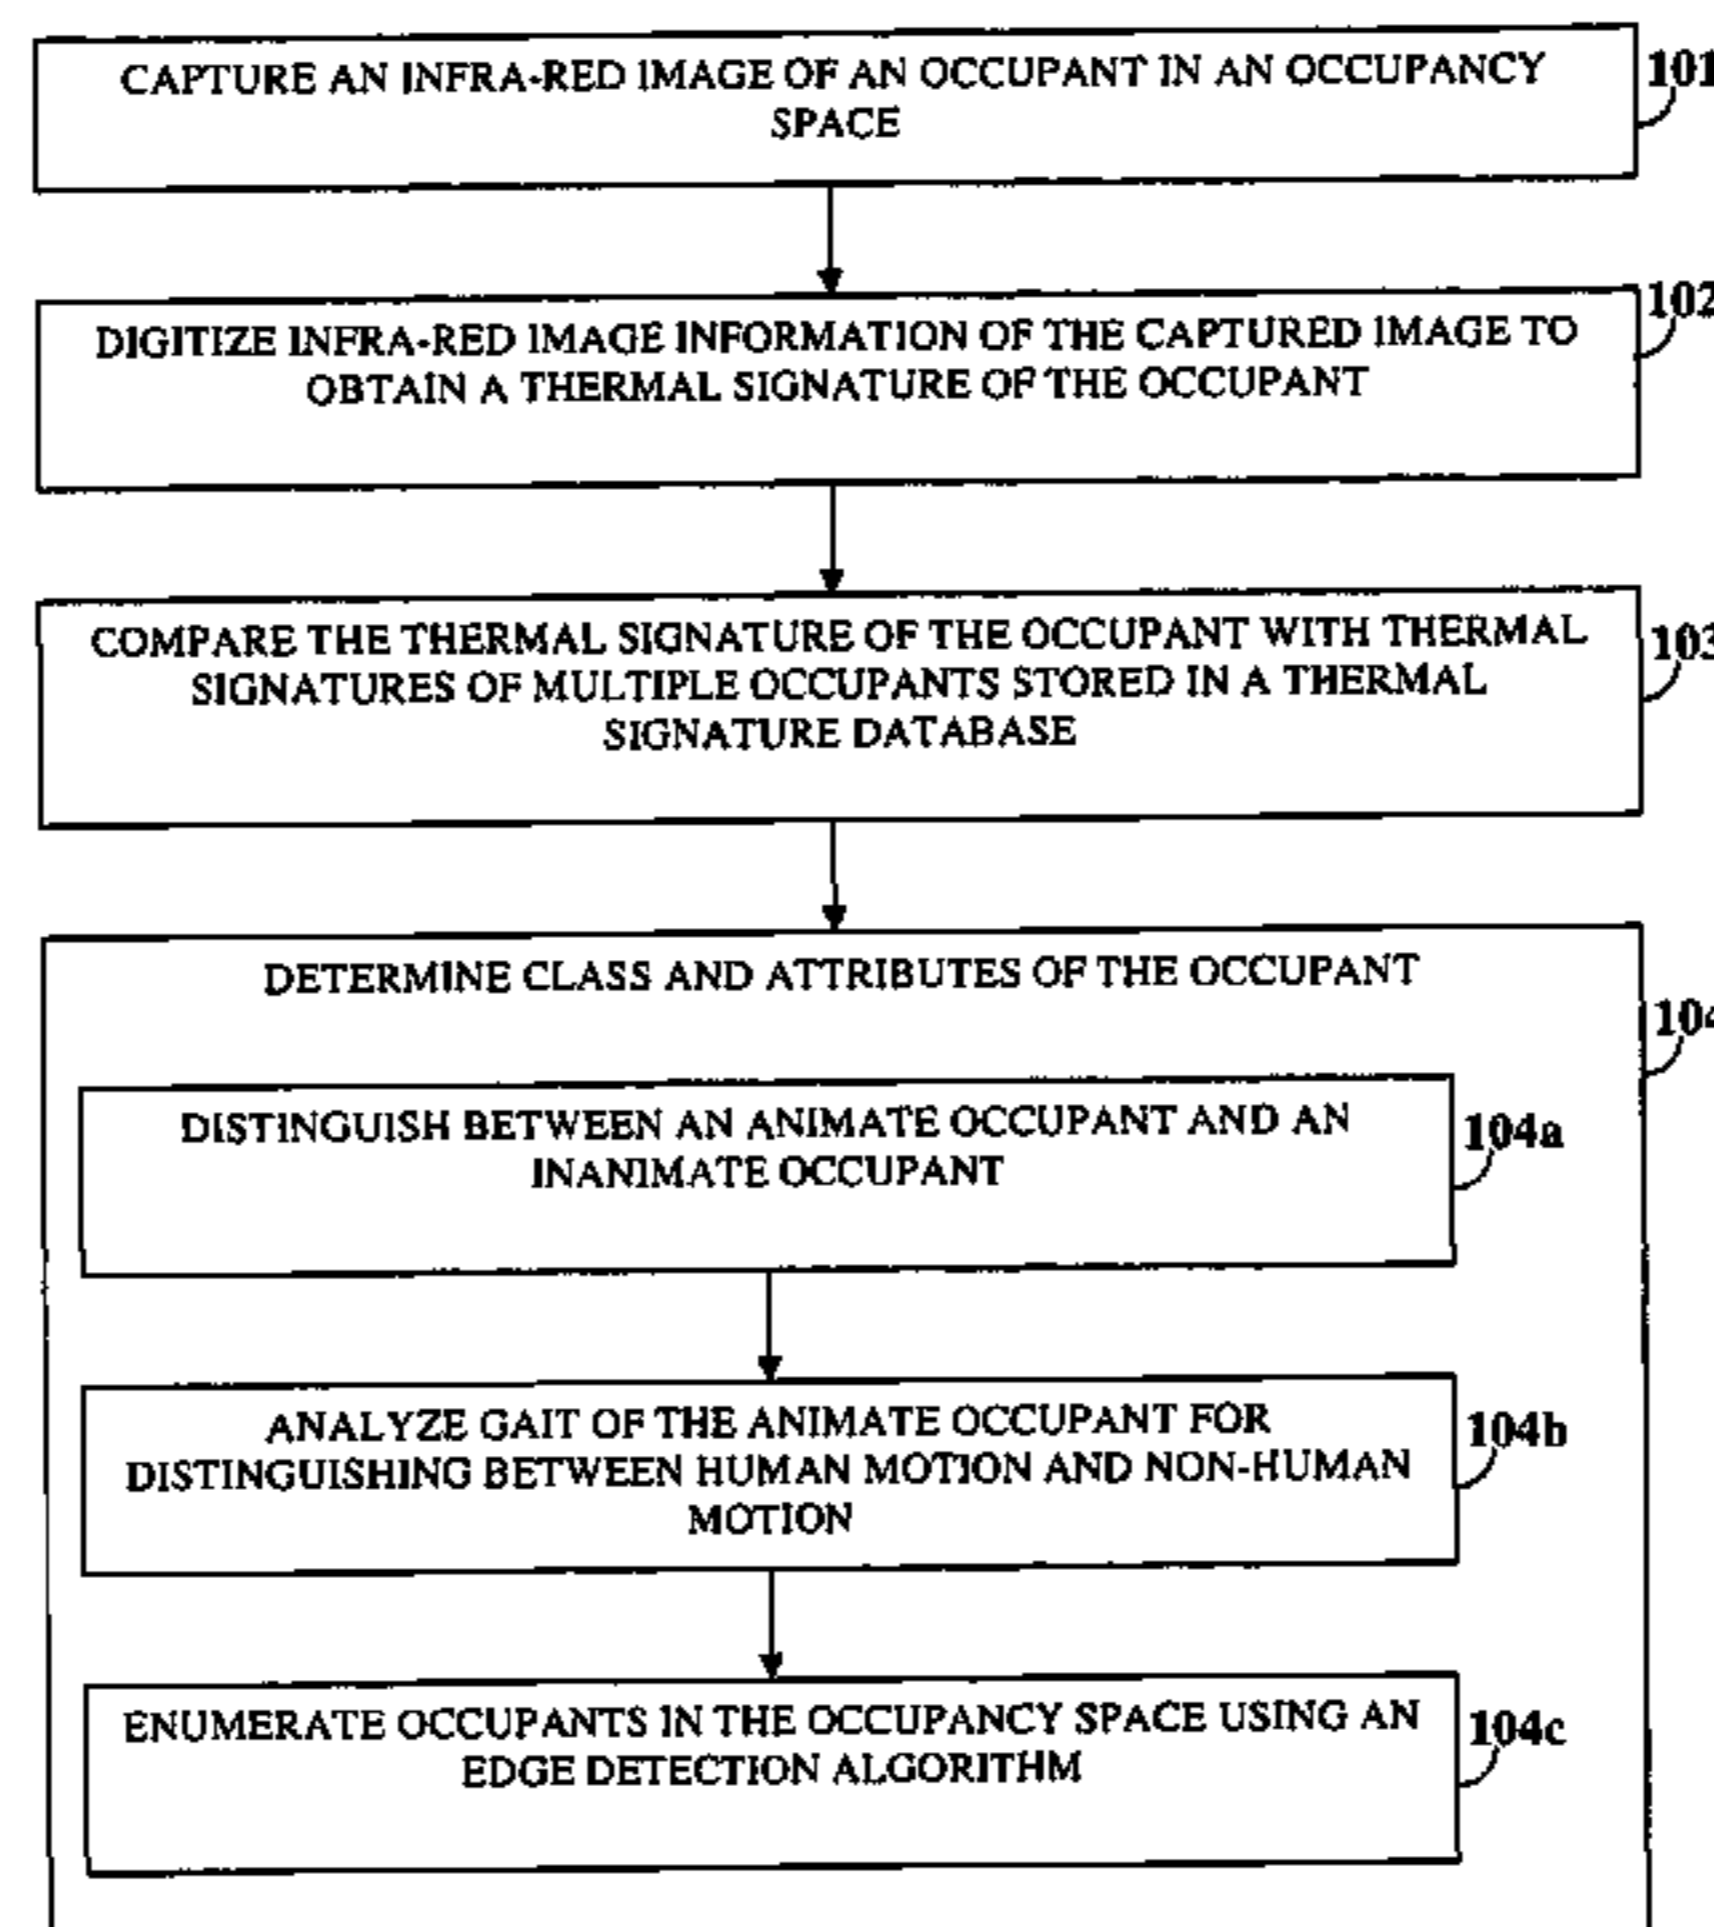 CAPTURE AN INFRA-RED IMAGE OF AN OCCUPANT IN AN OCCUPANCY
SPACE
101
DIGITIZE INFRA-RED IMAGE INFORMATION OF THE CAPTURED IMAGE TO
OBTAIN A THERMAL SIGNATURE OF THE OCCUPANT
102
COMPARE THE THERMAL SIGNATURE OF THE OCCUPANT WITH THERMAL
SIGNATURES OF MULTIPLE OCCUPANTS STORED IN A THERMAL
SIGNATURE DATABASE
103
DETERMINE CLASS AND ATTRIBUTES OF THE OCCUPANT
104
DISTINGUISH BETWEEN AN ANIMATE OCCUPANT AND AN
INANIMATE OCCUPANT
104a
ANALYZE GAIT OF THE ANIMATE OCCUPANT FOR
DISTINGUISHING BETWEEN HUMAN MOTION AND NON-HUMAN
MOTION
104b
ENUMERATE OCCUPANTS IN THE OCCUPANCY SPACE USING AN
EDGE DETECTION ALGORITHM
104c